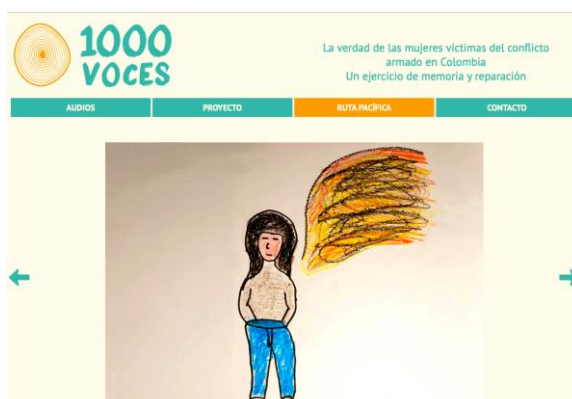 1000
VOCES
La verdad de las mujeres víctimas del conflicto
armado en Colombia
Un ejercicio de memoria y reparación
AUDIOS
PROYECTO
RUTA PACÍFICA
CONTACTO